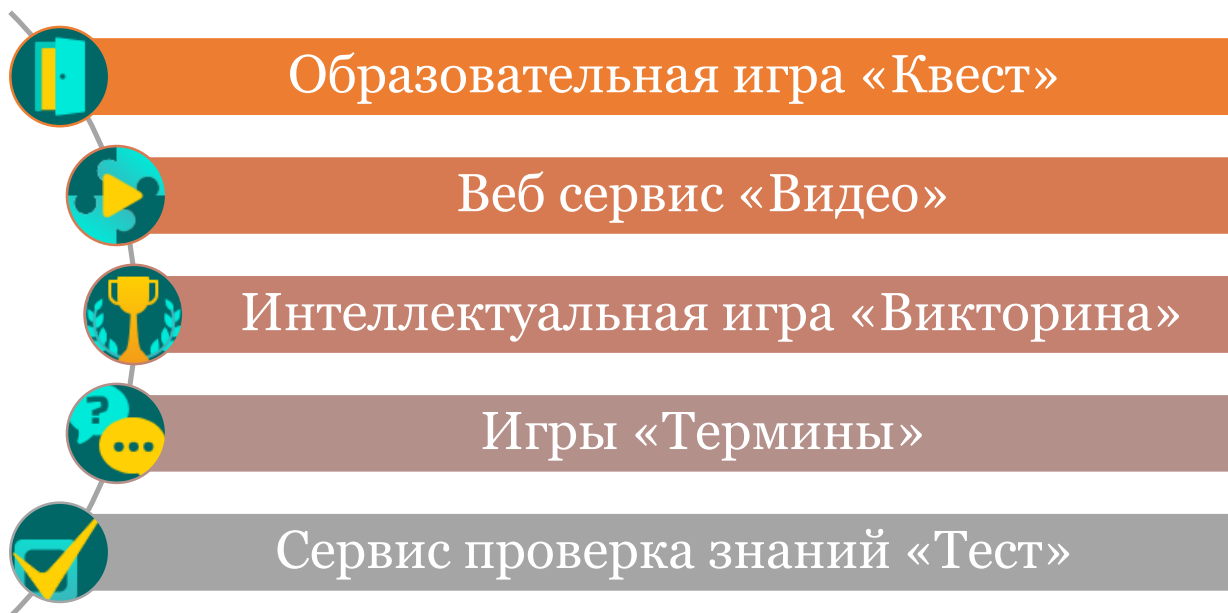 Образовательная игра «Квест»
Веб сервис «Видео»
Интеллектуальная игра «Викторина»
?
Игры «Термины»
Сервис проверка знаний «Тест»